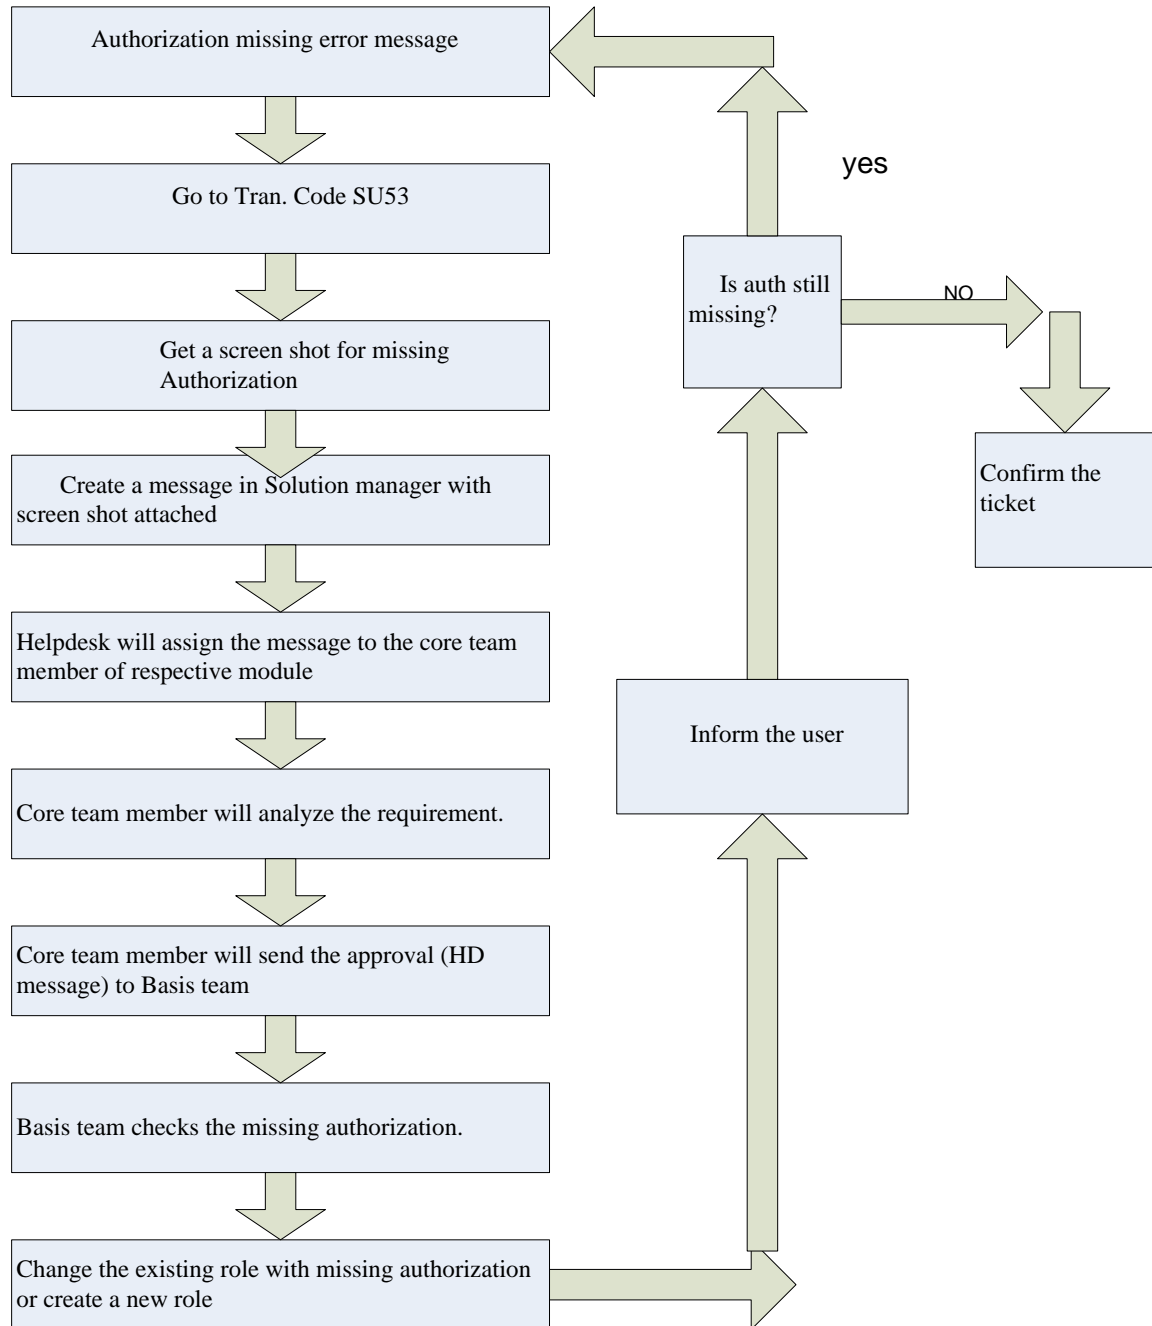 Authorization missing error message
Go to Tran. Code SU53
Get a screen shot for missing
Authorization
Create a message in Solution manager with
screen shot attached
Helpdesk will assign the message to the core team
member of respective module
Core team member will analyze the requirement.
Core team member will send the approval (HD
message) to Basis team
Basis team checks the missing authorization.
Change the existing role with missing authorization
or create a new role
Inform the user
Is auth still
missing?
yes
NO
Confirm the
ticket